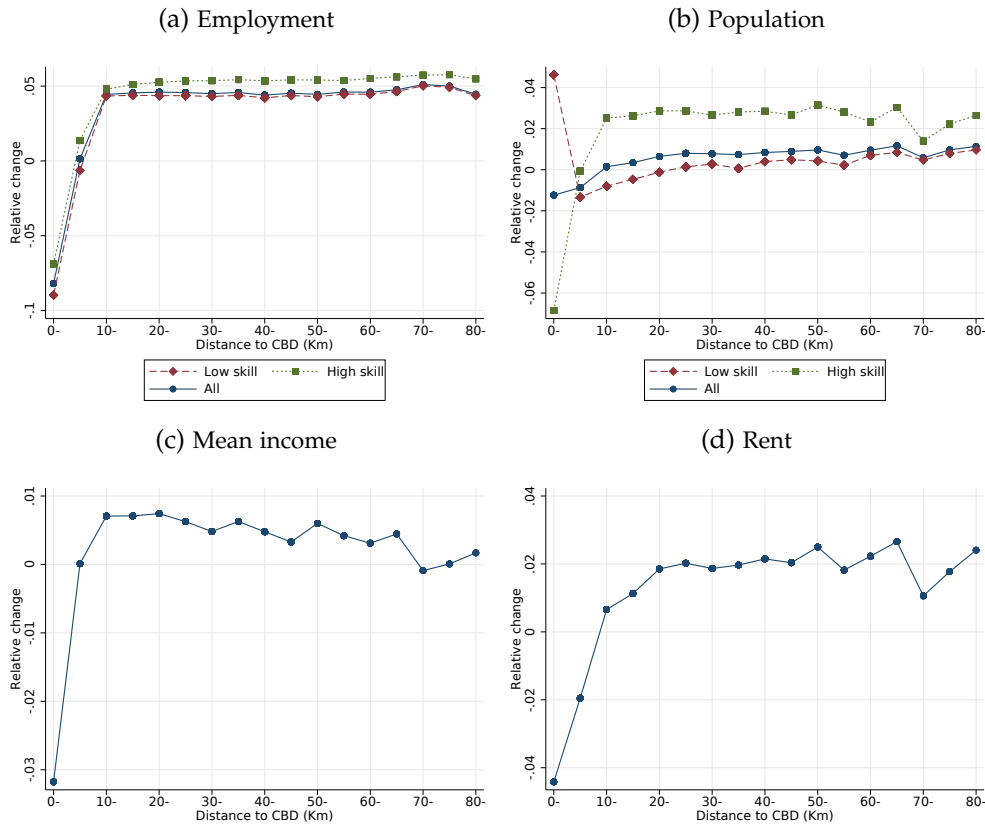 (a) Employment
(b) Population
Relative change
-.1 -.05 0 .05
0- 10- 20- 30- 40- 50- 60- 70- 80-
Distance to CBD (Km)
Low skill High skill
All
Relative change
-.06 -.04 -.02 0 .02 .04
0- 10- 20- 30- 40- 50- 60- 70- 80-
Distance to CBD (Km)
Low skill High skill
All
(c) Mean income
(d) Rent
Relative change
-.03 -.02 -.01 0 .01
0- 10- 20- 30- 40- 50- 60- 70- 80-
Distance to CBD (Km)
Relative change
-.04 -.02 0 .02 .04
0- 10- 20- 30- 40- 50- 60- 70- 80-
Distance to CBD (Km)